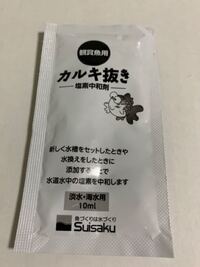 観賞魚用
カルキ抜き
塩素中和剤
新しく水槽をセットしたときや
水換えをしたときに
添加することで
水道水中の塩素を中和します
淡水・海水用
10ml
魚づくりは水づくり
Suisaku